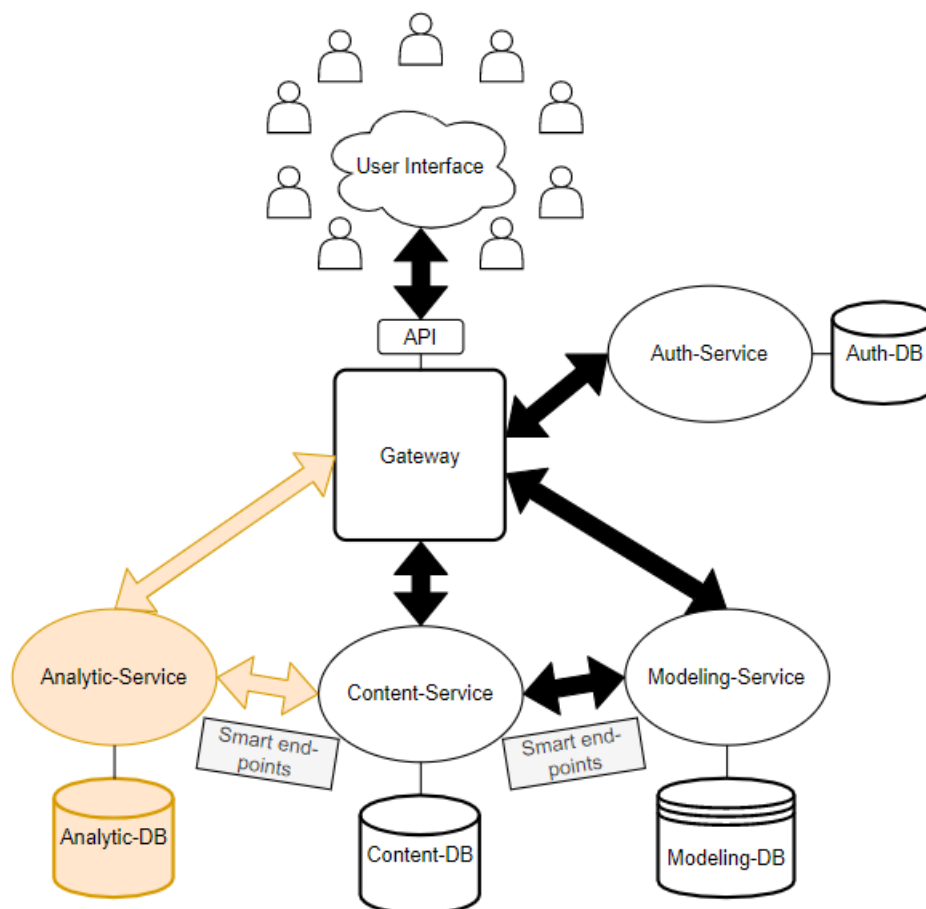 User Interface
API
Auth-Service
Auth-DB
Gateway
Analytic-Service
Content-Service
Modeling-Service
Smart end-
points
Smart end-
points
Analytic-DB
Content-DB
Modeling-DB